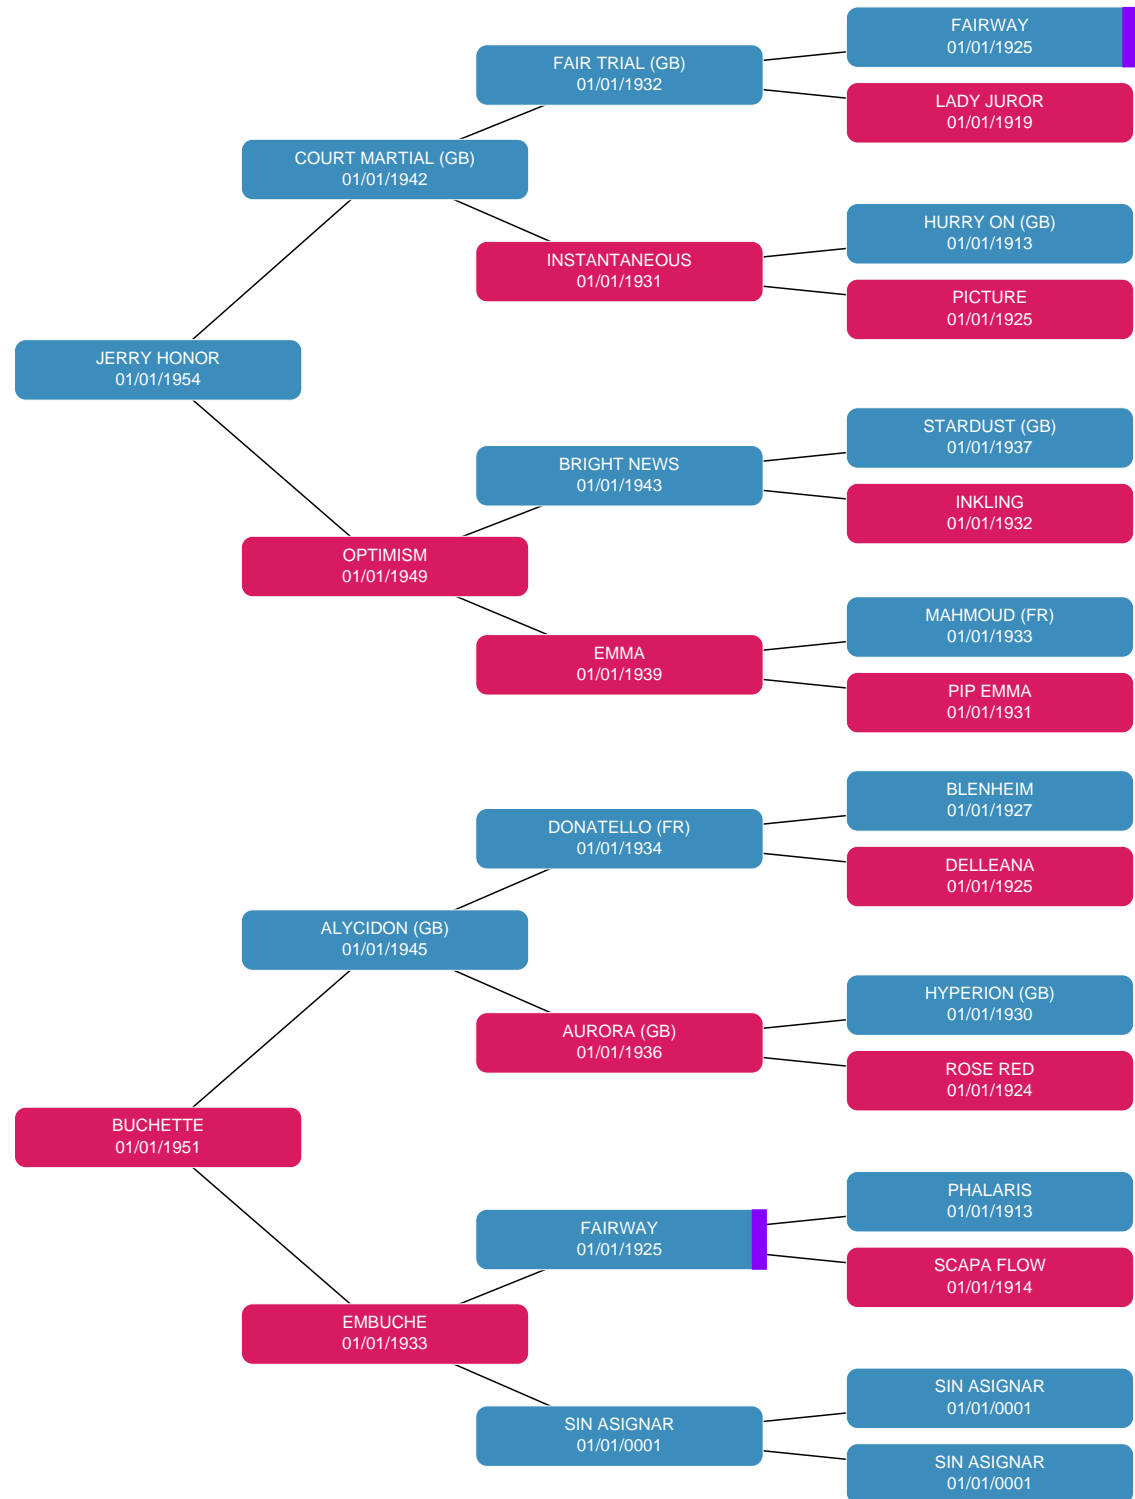 FAIRWAY
01/01/1925
FAIR TRIAL (GB)
01/01/1932
LADY JUROR
01/01/1919
COURT MARTIAL (GB)
01/01/1942
HURRY ON (GB)
01/01/1913
INSTANTANEOUS
01/01/1931
PICTURE
01/01/1925
JERRY HONOR
01/01/1954
STARDUST (GB)
01/01/1937
BRIGHT NEWS
01/01/1943
INKLING
01/01/1932
OPTIMISM
01/01/1949
MAHMOUD (FR)
01/01/1933
EMMA
01/01/1939
PIP EMMA
01/01/1931
BLENHEIM
01/01/1927
DONATELLO (FR)
01/01/1934
DELLEANA
01/01/1925
ALYCIDON (GB)
01/01/1945
HYPERION (GB)
01/01/1930
AURORA (GB)
01/01/1936
ROSE RED
01/01/1924
BUCHETTE
01/01/1951
PHALARIS
01/01/1913
FAIRWAY
01/01/1925
SCAPA FLOW
01/01/1914
EMBUCHE
01/01/1933
SIN ASIGNAR
01/01/0001
SIN ASIGNAR
01/01/0001
SIN ASIGNAR
01/01/0001